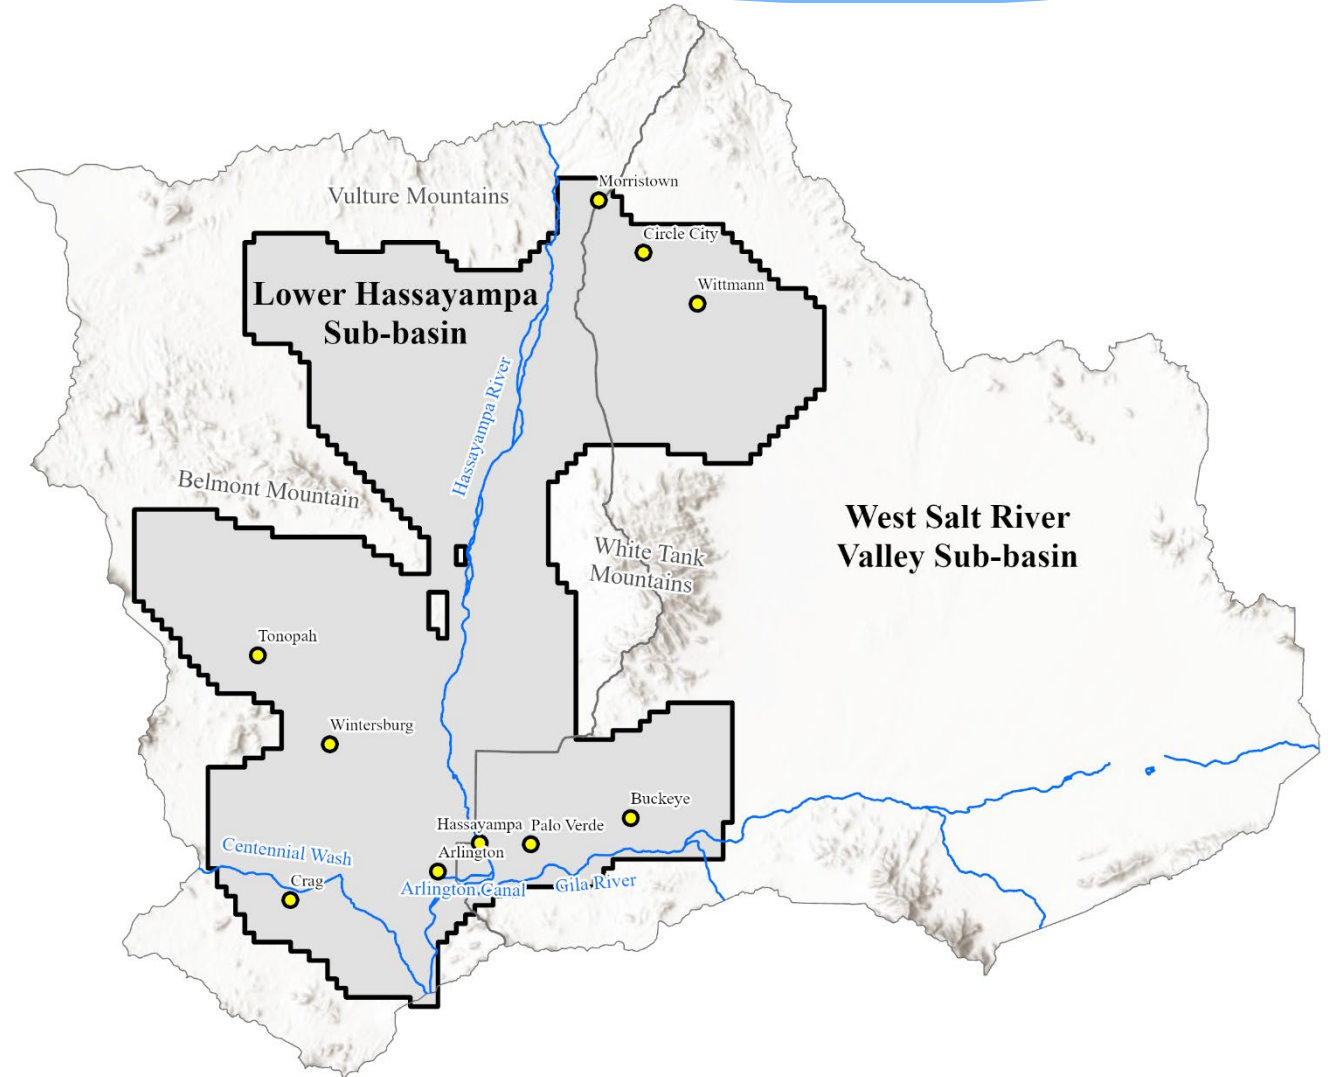 Morristown
Vulture Mountains
Circle City
Wittmann
Lower Hassayampa
Sub-basin
Hassayampa River
Belmont Mountain
West Salt River
Valley Sub-basin
White Tank
Mountains
Tonopah
Wintersburg
Buckeye
Hassayampa
Palo Verde
Arlington
Centennial Wash
Crag
Arlington Canal
Gila River